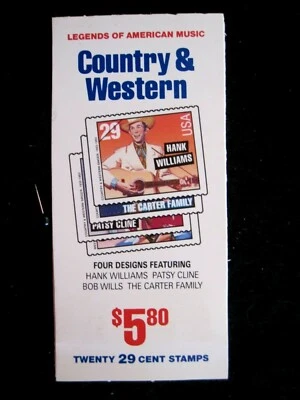 LEGENDS OF AMERICAN MUSIC
Country &
Western
29
USA
HANK
WILLIAMS
THE CARTER FAMILY
PATSY CLINE
FOUR DESIGNS FEATURING
HANK WILLIAMS PATSY CLINE
BOB WILLS THE CARTER FAMILY
$5.80
TWENTY 29 CENT STAMPS